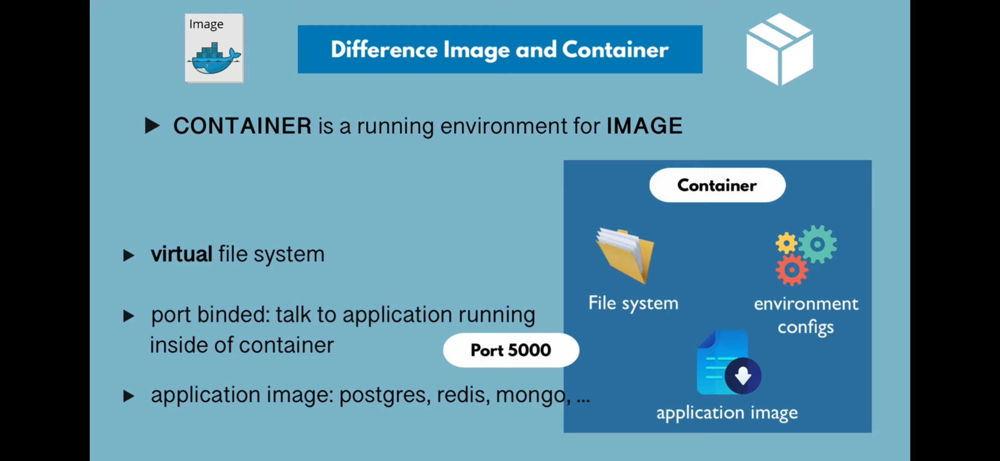 Image
Difference Image and Container
CONTAINER is a running environment for IMAGE
virtual file system
port binded: talk to application running
inside of container
application image: postgres, redis, mongo, ...
Port 5000
Container
File system
environment
configs
application image